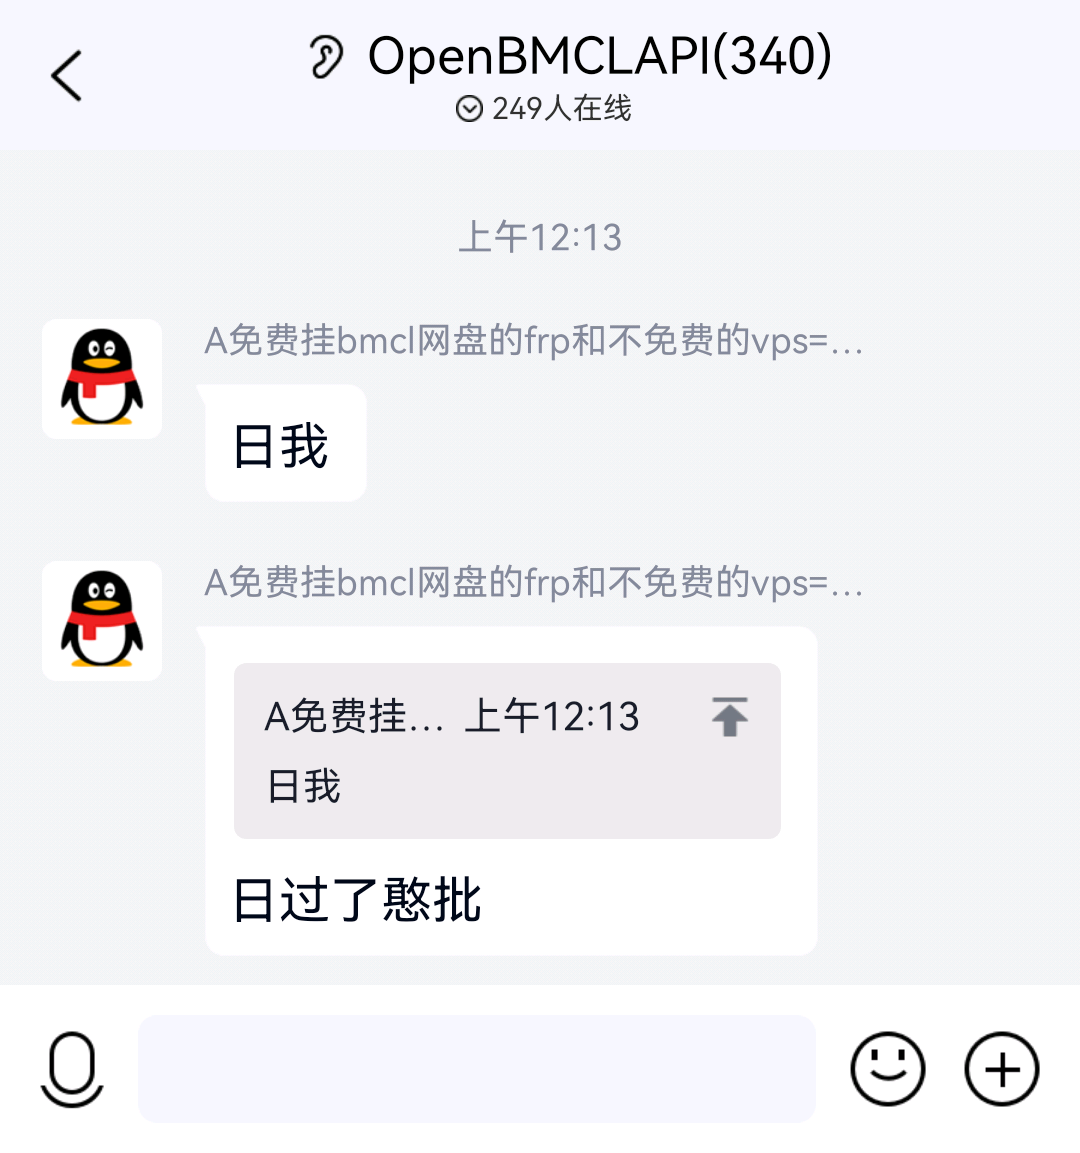 OpenBMCLAPI(340)
249人在线
上午12:13
A免费挂bmcl网盘的frp和不免费的vps=...
日我
A免费挂bmcl网盘的frp和不免费的vps=...
A免费挂... 上午12:13
日我
日过了憨批